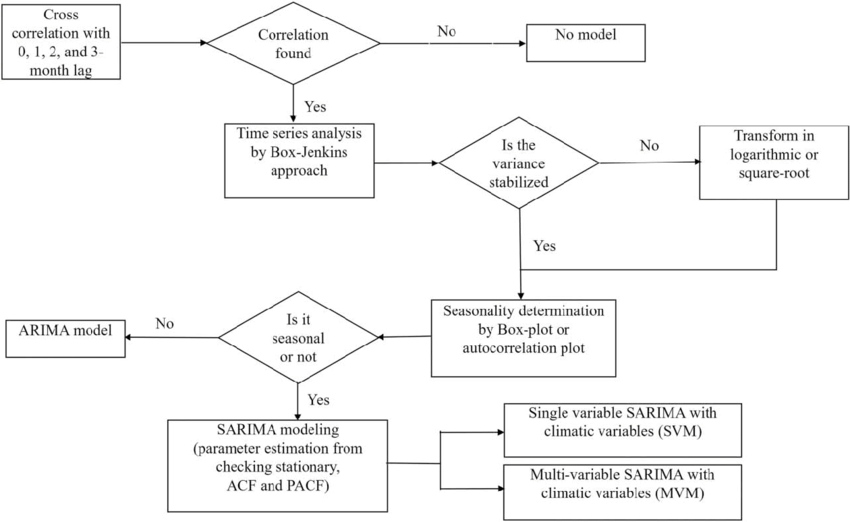 Cross
correlation with
0, 1, 2, and 3-
month lag
Correlation
found
No
No model
Yes
Time series analysis
by Box-Jenkins
approach
Is the
variance
stabilized
No
Transform in
logarithmic or
square-root
Yes
Seasonality determination
by Box-plot or
autocorrelation plot
Is it
seasonal
or not
No
ARIMA model
Yes
SARIMA modeling
(parameter estimation from
checking stationary,
ACF and PACF)
Single variable SARIMA with
climatic variables (SVM)
Multi-variable SARIMA with
climatic variables (MVM)